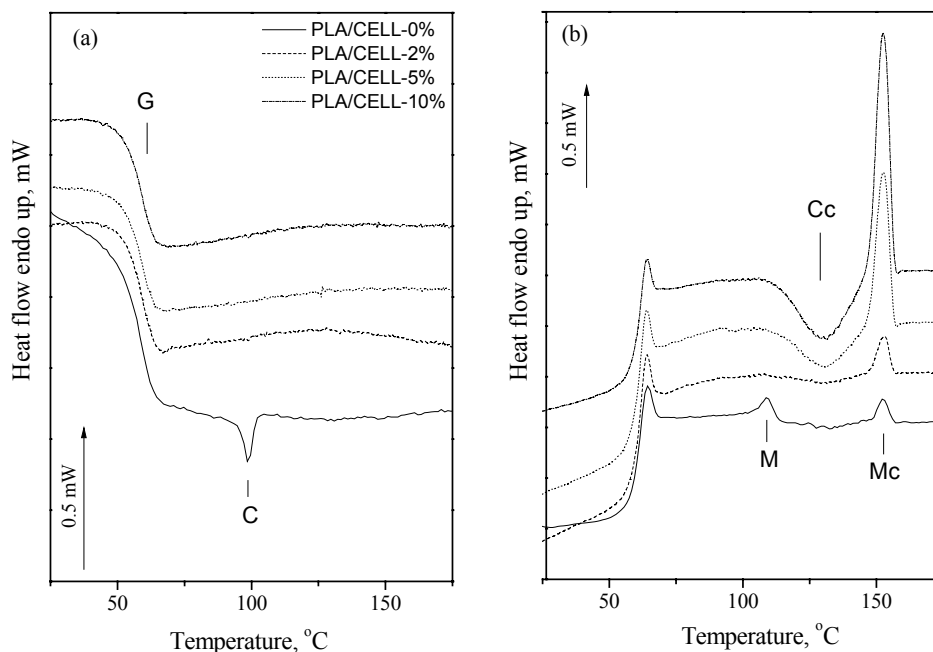 (a)
PLA/CELL-0%
PLA/CELL-2%
PLA/CELL-5%
PLA/CELL-10%
G
C
0.5 mW
Heat flow endo up, mW
50 100 150
Temperature, °C
(b)
0.5 mW
Cc
M
Mc
Heat flow endo up, mW
50 100 150
Temperature, °C